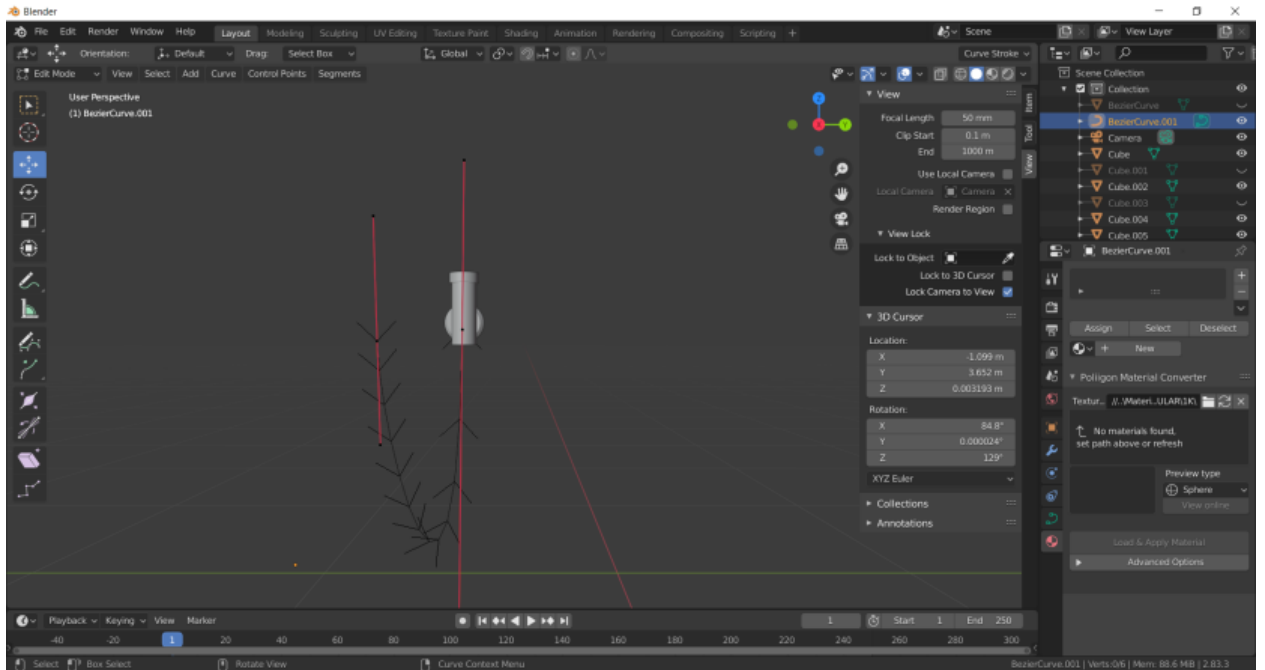 Blender
File Edit Render Window Help Layout Modeling Sculpting UV Editing Texture Paint Shading Animation Rendering Compositing Scripting + Scene View Layer
Orientation: Default Drag: Select Box Global Curve Stroke
Edit Mode View Select Add Curve Control Points Segments
User Perspective
(1) BezierCurve.001
Z
Y
View
Focal Length 50 mm
Clip Start 0.1 m
End 1000 m
Use Local Camera
Local Camera Camera
Render Region
View Lock
Lock to Object
Lock to 3D Cursor
Lock Camera to View
3D Cursor
Location:
X -1.099 m
Y 3.652 m
Z 0.003193 m
Rotation:
X 84.8°
Y 0.000024°
Z 129°
XYZ Euler
Collections
Annotations
Item
Tool
View
Scene Collection
Collection
BezierCurve
BezierCurve.001
Camera
Cube
Cube.001
Cube.002
Cube.003
Cube.004
Cube.005
BezierCurve.001
Assign Select Deselect
New
Poliigon Material Converter
Textur.. //..\Materi..ULAR\1K\
No materials found,
set path above or refresh
Preview type
Sphere
View online
Load & Apply Material
Advanced Options
Playback Keying View Marker 1 Start 1 End 250
-40 -20 1 20 40 60 80 100 120 140 160 180 200 220 240 260 280 300
Select Box Select Rotate View Curve Context Menu BezierCurve.001 | Verts:0/6 | Mem: 88.6 MiB | 2.83.3